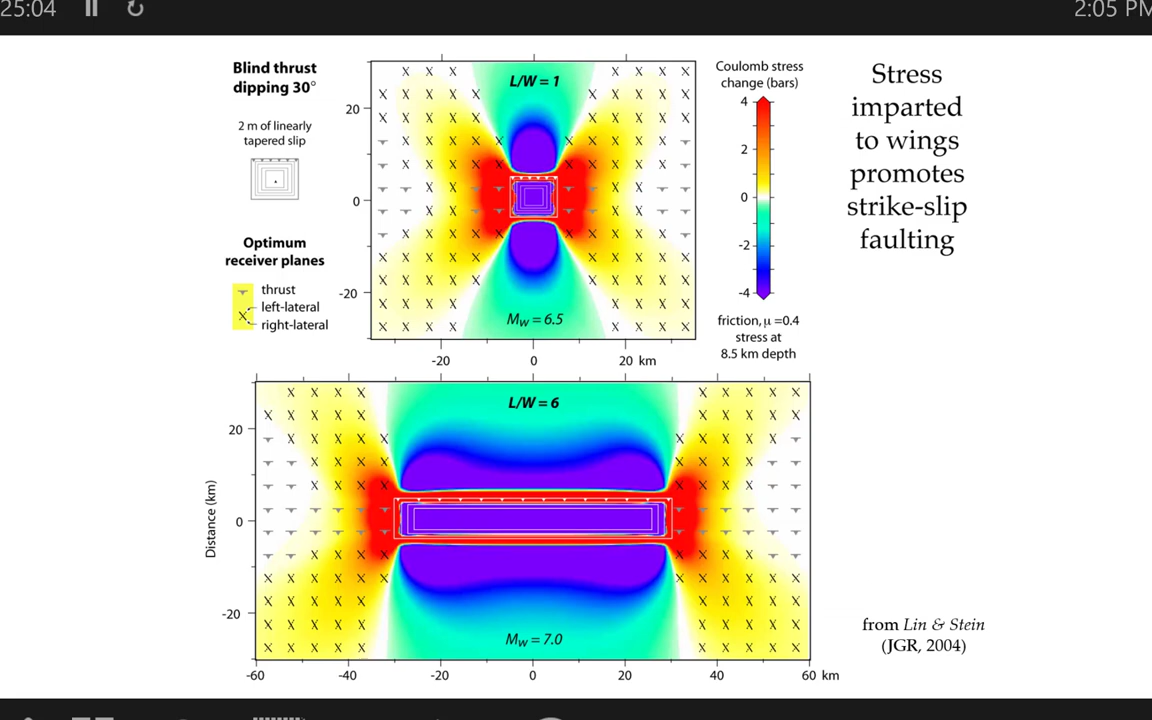 25:04
2:05 PM
Blind thrust
dipping 30°
2 m of linearly
tapered slip
Optimum
receiver planes
thrust
left-lateral
right-lateral
L/W = 1
Mw = 6.5
20
0
-20
-20
0
20 km
Coulomb stress
change (bars)
4
2
0
-2
-4
friction, μ =0.4
stress at
8.5 km depth
Stress
imparted
to wings
promotes
strike-slip
faulting
L/W = 6
Mw = 7.0
Distance (km)
20
0
-20
-60
-40
-20
0
20
40
60 km
from Lin & Stein
(JGR, 2004)